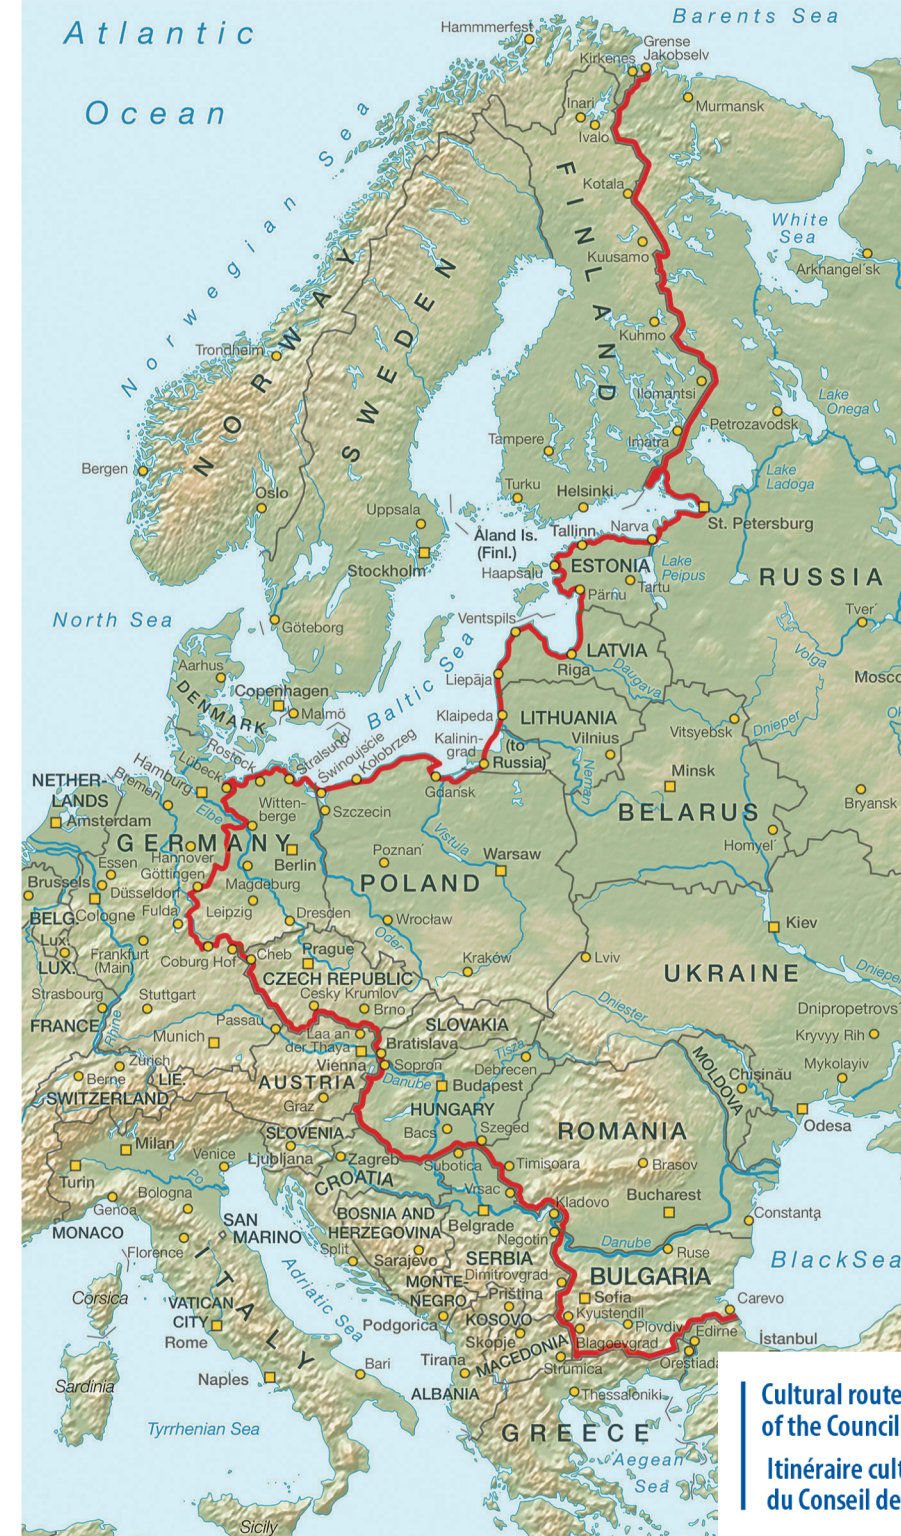 Barents Sea
Atlantic
Ocean
Hammmerfest
Grense
Jakobselv
Kirkenes
Murmansk
Inari
Ivalo
Norwegian Sea
Kotala
White
Sea
Arkhangel'sk
Kuusamo
FINLAND
NORWAY
SWEDEN
Kuhmo
Trondheim
Ilomantsi
Lake
Onega
Petrozavodsk
Imatra
Tampere
Bergen
Lake
Ladoga
Turku
Helsinki
Oslo
Uppsala
St. Petersburg
Åland Is.
(Finl.)
Tallinn
Narva
Stockholm
Haapsalu
ESTONIA
Lake
Peipus
RUSSIA
Tartu
Pärnu
North Sea
Göteborg
Ventspils
Tver'
Baltic Sea
LATVIA
Riga
Daugava
Volga
Aarhus
DENMARK
Copenhagen
Malmö
Liepāja
Mosco
Klaipeda
LITHUANIA
Vilnius
Vitsyebsk
Dnieper
Ok
Kalinin-
grad
(to
Russia)
Neman
Minsk
NETHER-
LANDS
Amsterdam
Bremen
Hamburg
Lübeck
Rostock
Stralsund
Świnoujście
Kołobrzeg
Gdańsk
Bryansk
BELARUS
Homyel'
Elbe
Witten-
berge
Szczecin
GERMANY
Hannover
Berlin
Poznań
Vistula
Warsaw
Essen
Göttingen
Brussels
Düsseldorf
Magdeburg
POLAND
BELG.
Cologne
Fulda
Leipzig
Dresden
Wrocław
Oder
Kiev
Lux.
LUX.
Frankfurt
(Main)
Coburg
Hof
Cheb
Prague
CZECH REPUBLIC
Kraków
Lviv
UKRAINE
Dniepe
Strasbourg
Stuttgart
Cesky Krumlov
Brno
Dniester
Dnipropetrovs'
FRANCE
Rhine
Passau
Laa an
der Thaya
SLOVAKIA
Bratislava
Kryvyy Rih
Munich
Vienna
Sopron
Tisza
Debrecen
MOLDOVA
Chişinău
Mykolayiv
Zürich
Berne
LIE.
SWITZERLAND
AUSTRIA
Danube
Budapest
Graz
HUNGARY
Odesa
Bacs
Szeged
ROMANIA
SLOVENIA
Ljubljana
Milan
Venice
Zagreb
Subotica
Timisoara
Brasov
Turin
Po
CROATIA
Vrsac
Kladovo
Bucharest
Genoa
Bologna
BOSNIA AND
HERZEGOVINA
Belgrade
Negotin
Constanţa
MONACO
SAN
MARINO
Florence
Split
Sarajevo
SERBIA
Danube
Ruse
BlackSea
ITALY
Adriatic Sea
Dimitrovgrad
BULGARIA
Corsica
VATICAN
CITY
Rome
MONTE-
NEGRO
Priština
Sofia
Carevo
Podgorica
KOSOVO
Kyustendil
Plovdiv
Edirne
İstanbul
Skopje
Blagoevgrad
Tirana
MACEDONIA
Strumica
Orestiada
Bari
Sardinia
Naples
ALBANIA
Thessaloniki
Tyrrhenian Sea
GREECE
Aegean
Sea
Sicily
Cultural route
of the Council
Itinéraire cult
du Conseil de